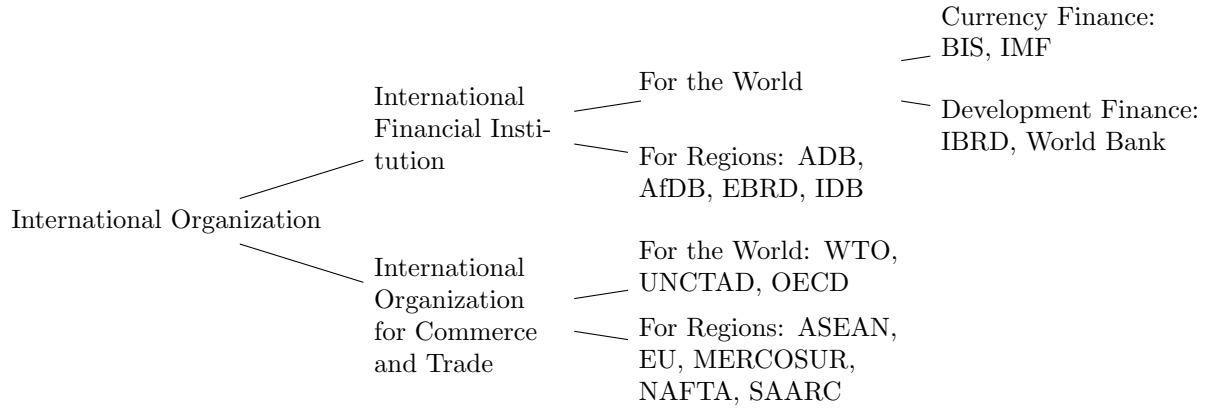 International Organization
International
Financial Insti-
tution
For the World
Currency Finance:
BIS, IMF
Development Finance:
IBRD, World Bank
For Regions: ADB,
AfDB, EBRD, IDB
International
Organization
for Commerce
and Trade
For the World: WTO,
UNCTAD, OECD
For Regions: ASEAN,
EU, MERCOSUR,
NAFTA, SAARC